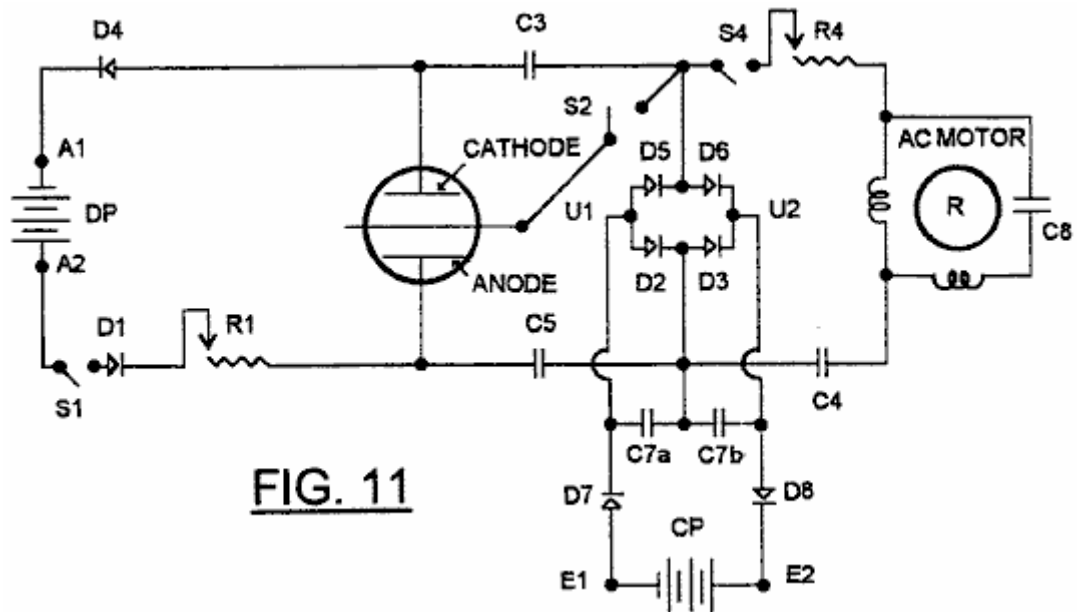 D4
C3
S4
R4
S2
A1
CATHODE
D5
D6
AC MOTOR
DP
U1
U2
R
C8
A2
ANODE
D2
D3
D1
R1
C5
S1
C4
C7a
C7b
FIG. 11
D7
D8
CP
E1
E2